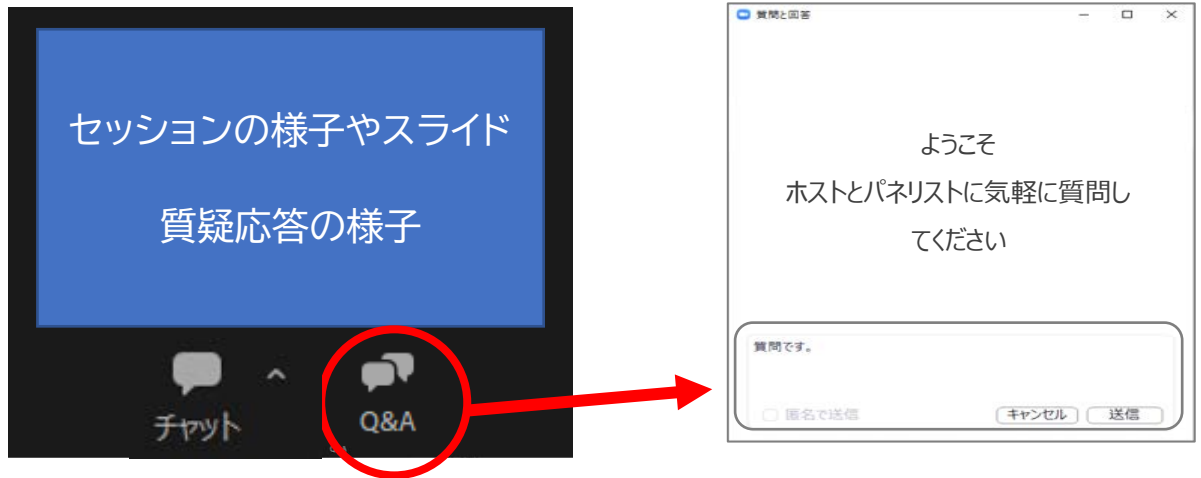 セッションの様子やスライド
質疑応答の様子
チャット
Q&A
質問と回答
ようこそ
ホストとパネリストに気軽に質問し
てください
質問です。
匿名で送信
キャンセル
送信